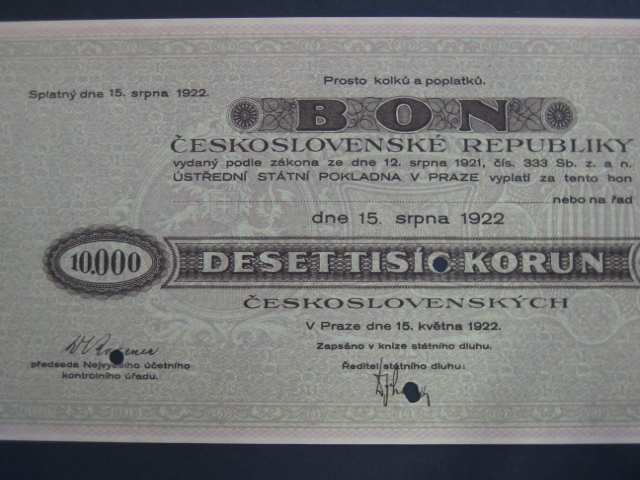 Prosto kolků a poplatků.
Splatný dne 15. srpna 1922.
BON
ČESKOSLOVENSKÉ REPUBLIKY
vydaný podle zákona ze dne 12. srpna 1921, čís. 333 Sb. z. a n.
ÚSTŘEDNÍ STÁTNÍ POKLADNA V PRAZE vyplatí za tento bon
nebo na řad
dne 15. srpna 1922
10.000 DESET TISÍC KORUN
ČESKOSLOVENSKÝCH
V Praze dne 15. května 1922.
Zapsáno v knize státního dluhu.
předseda Nejvyššího účetního
kontrolního úřadu.
Ředitel státního dluhu: